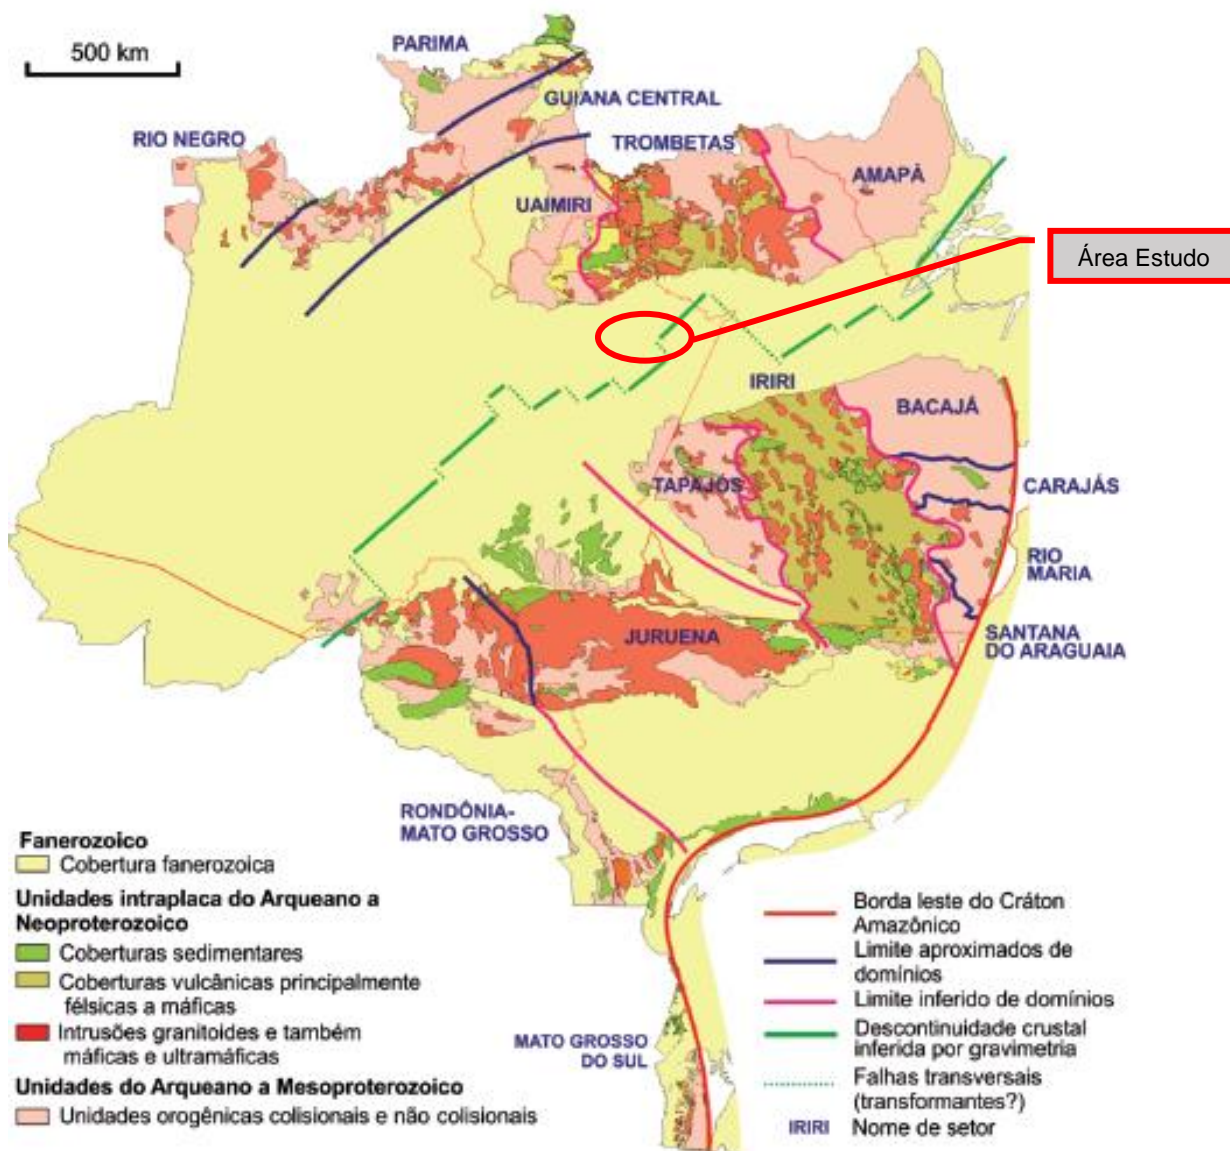 500 km
PARIMA
GUIANA CENTRAL
RIO NEGRO
TROMBETAS
AMAPÁ
UAIMIRI
Área Estudo
IRIRI
BACAJÁ
TAPAJÓS
CARAJÁS
RIO
MARIA
JURUENA
SANTANA
DO ARAGUAIA
RONDÔNIA-
MATO GROSSO
MATO GROSSO
DO SUL
Fanerozoico
Cobertura fanerozoica
Unidades intraplaca do Arqueano a
Neoproterozoico
Coberturas sedimentares
Coberturas vulcânicas principalmente
félsicas a máficas
Intrusões granitoides e também
máficas e ultramáficas
Unidades do Arqueano a Mesoproterozoico
Unidades orogênicas colisionais e não colisionais
Borda leste do Cráton
Amazônico
Limite aproximados de
domínios
Limite inferido de domínios
Descontinuidade crustal
inferida por gravimetria
Falhas transversais
(transformantes?)
IRIRI Nome de setor